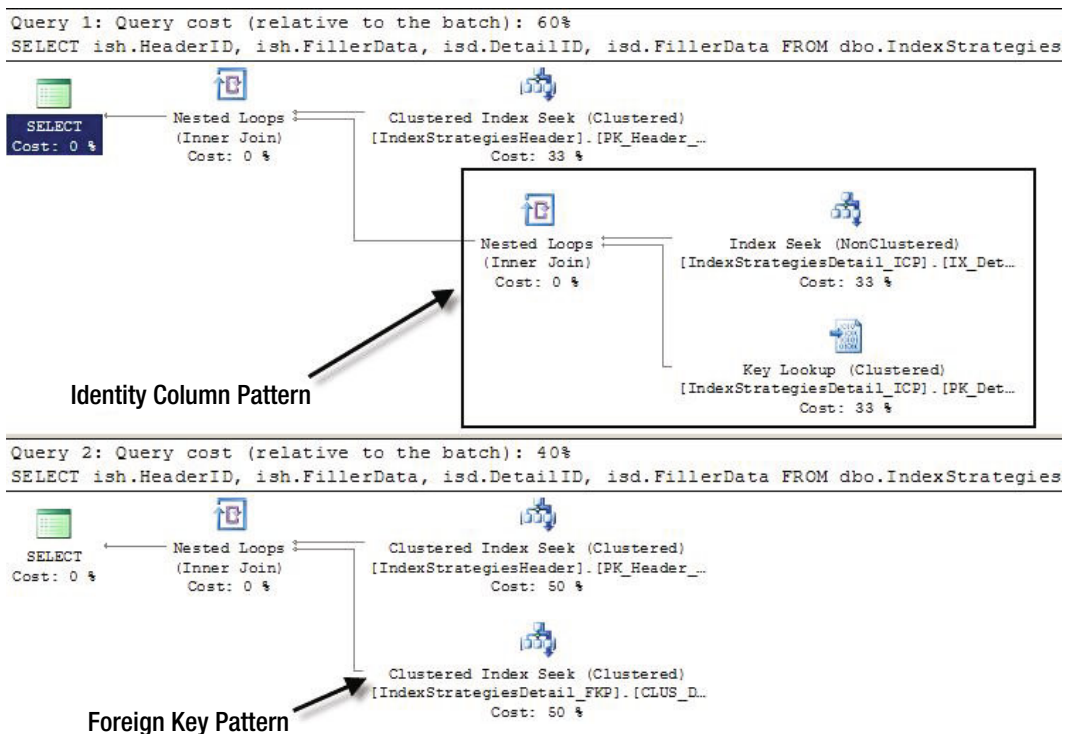 Query 1: Query cost (relative to the batch): 60%
SELECT ish.HeaderID, ish.FillerData, isd.DetailID, isd.FillerData FROM dbo.IndexStrategies
SELECT
Cost: 0 %
Nested Loops
(Inner Join)
Cost: 0 %
Clustered Index Seek (Clustered)
[IndexStrategiesHeader].[PK_Header_…
Cost: 33 %
Nested Loops
(Inner Join)
Cost: 0 %
Index Seek (NonClustered)
[IndexStrategiesDetail_ICP].[IX_Det…
Cost: 33 %
Key Lookup (Clustered)
[IndexStrategiesDetail_ICP].[PK_Det…
Cost: 33 %
Identity Column Pattern
Query 2: Query cost (relative to the batch): 40%
SELECT ish.HeaderID, ish.FillerData, isd.DetailID, isd.FillerData FROM dbo.IndexStrategies
SELECT
Cost: 0 %
Nested Loops
(Inner Join)
Cost: 0 %
Clustered Index Seek (Clustered)
[IndexStrategiesHeader].[PK_Header_…
Cost: 50 %
Clustered Index Seek (Clustered)
[IndexStrategiesDetail_FKP].[CLUS_D…
Cost: 50 %
Foreign Key Pattern